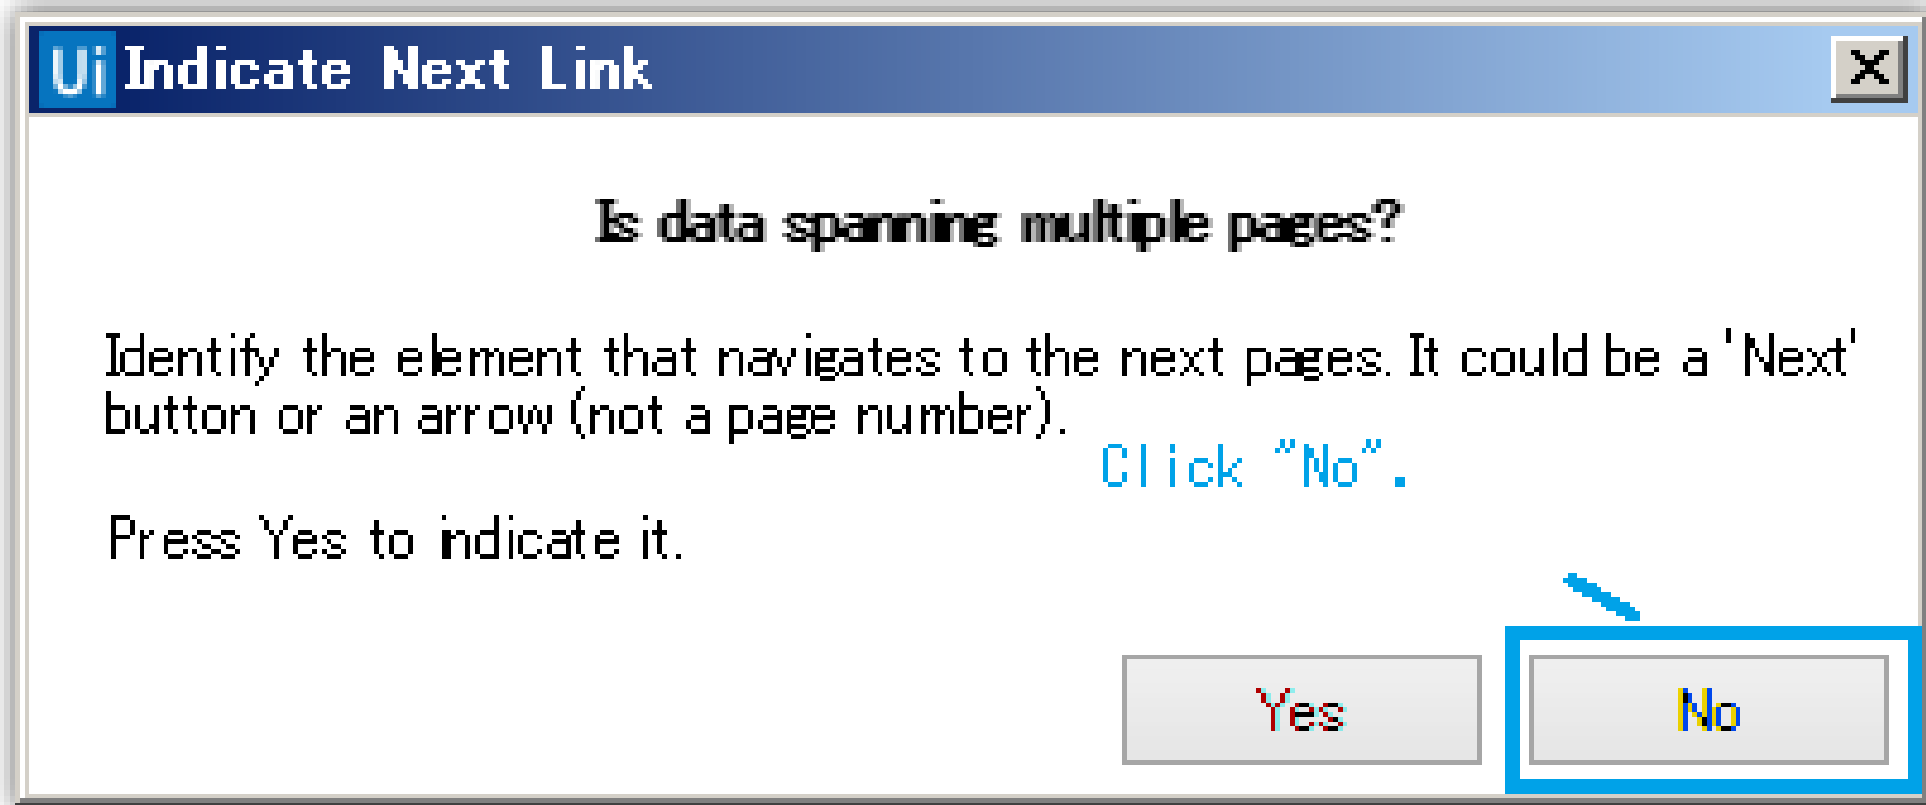 Ui Indicate Next Link
Is data spanning multiple pages?
Identify the element that navigates to the next pages. It could be a 'Next'
button or an arrow (not a page number).
Click "No".
Press Yes to indicate it.
Yes
No